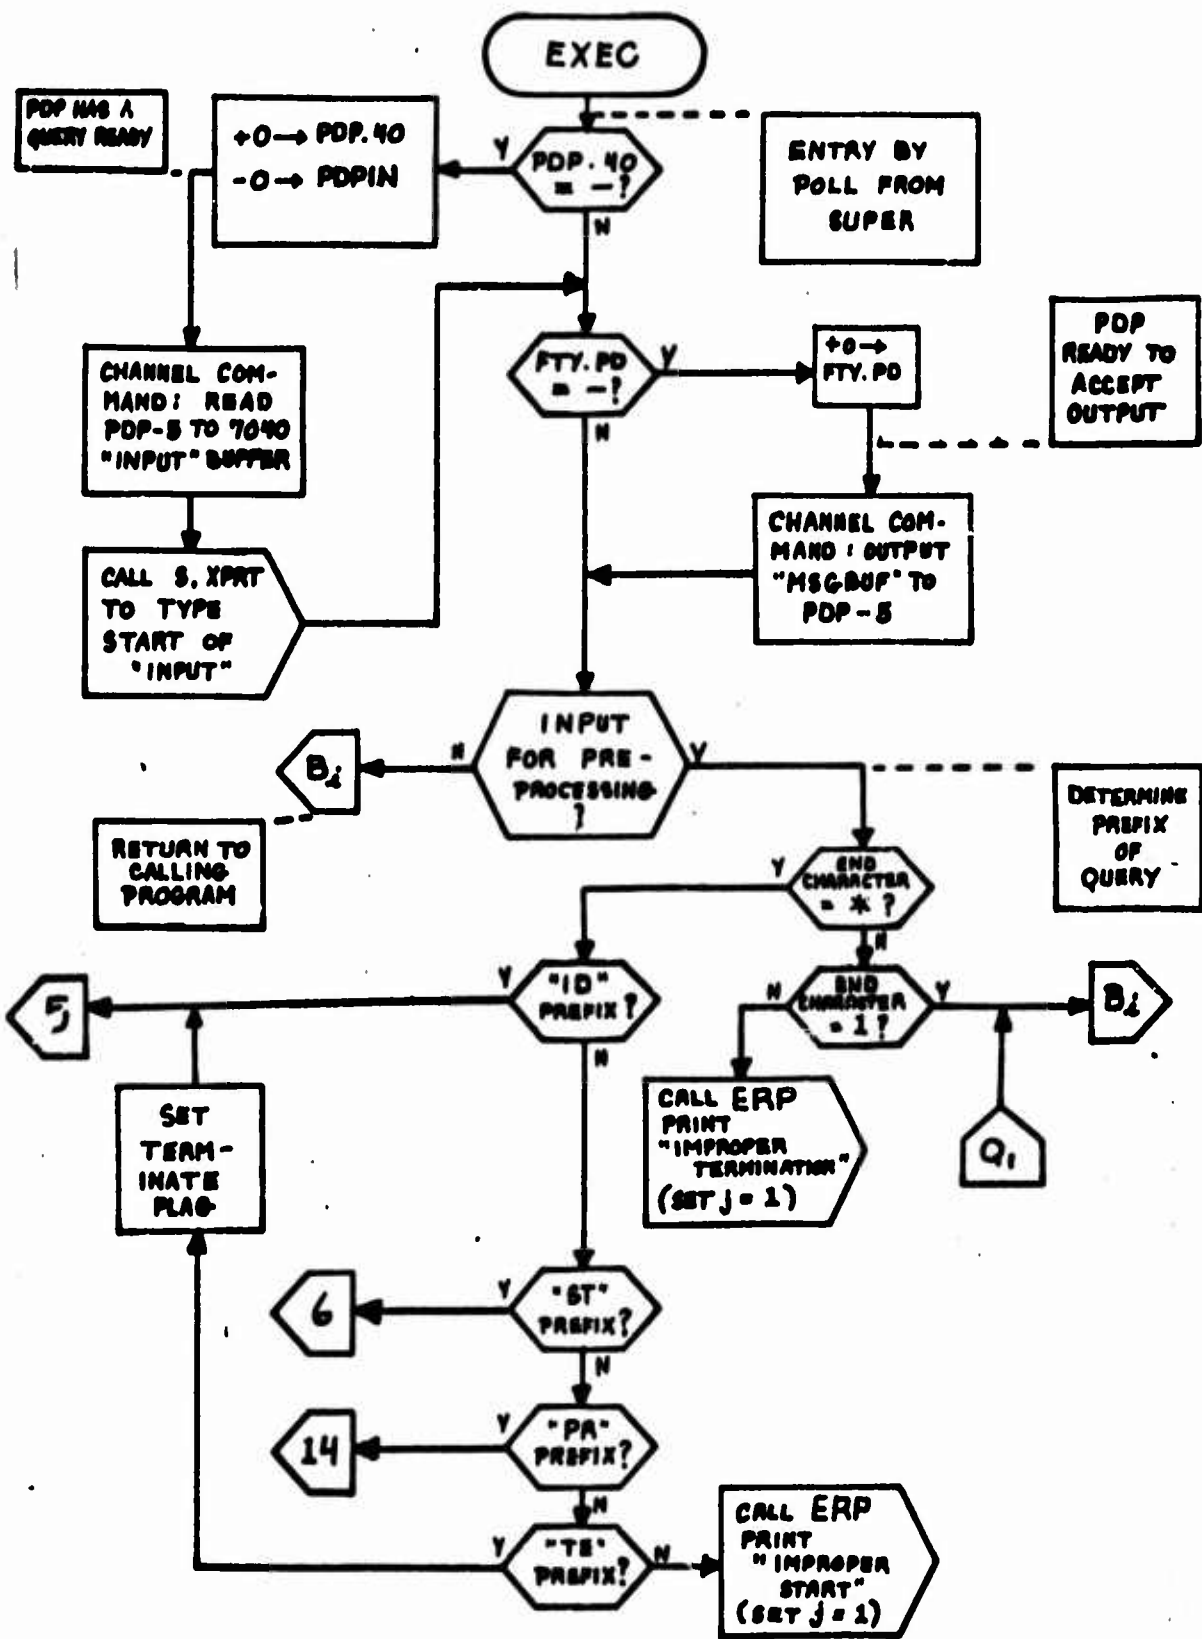 EXEC
PDP HAS A
QUERY READY
+0→ PDP.40
-0→ PDPIN
Y
PDP.40
= -?
N
ENTRY BY
POLL FROM
SUPER
CHANNEL COM-
MAND: READ
PDP-5 TO 7040
"INPUT" BUFFER
FTY.PD
= -?
Y
N
+0→
FTY.PD
PDP
READY TO
ACCEPT
OUTPUT
CALL S.XPRT
TO TYPE
START OF
"INPUT"
CHANNEL COM-
MAND: OUTPUT
"MSGBUF" TO
PDP-5
INPUT
FOR PRE-
PROCESSING
?
N
Y
Bi
RETURN TO
CALLING
PROGRAM
DETERMINE
PREFIX
OF
QUERY
Y
END
CHARACTER
= * ?
N
5j
Y
"ID"
PREFIX?
N
N
END
CHARACTER
= 1 ?
Y
Bi
SET
TERM-
INATE
FLAG
CALL ERP
PRINT
"IMPROPER
TERMINATION"
(SET j = 1)
Q1
6
Y
"ST"
PREFIX?
N
14
Y
"PR"
PREFIX?
N
Y
"TE"
PREFIX?
N
CALL ERP
PRINT
"IMPROPER
START"
(SET j = 1)